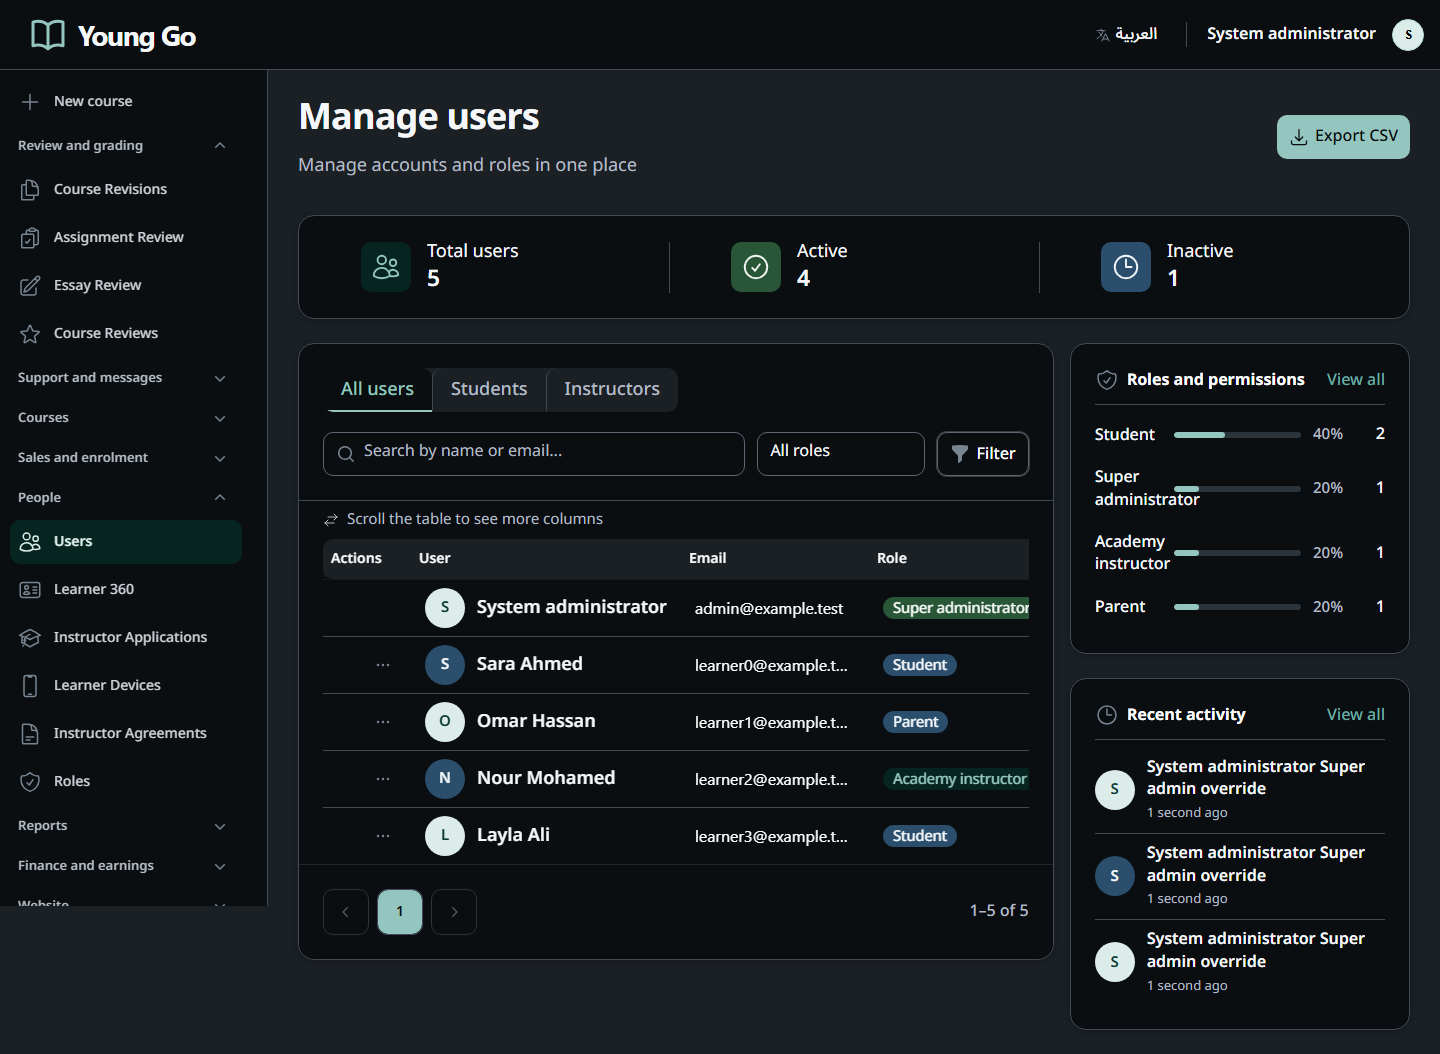 Young Go
العربية
System administrator
S
New course
Review and grading
Course Revisions
Assignment Review
Essay Review
Course Reviews
Support and messages
Courses
Sales and enrolment
People
Users
Learner 360
Instructor Applications
Learner Devices
Instructor Agreements
Roles
Reports
Finance and earnings
Website
Manage users
Manage accounts and roles in one place
Export CSV
Total users
5
Active
4
Inactive
1
All users
Students
Instructors
Search by name or email...
All roles
Filter
Scroll the table to see more columns
Actions User Email Role
S System administrator admin@example.test Super administrator
... S Sara Ahmed learner0@example.t... Student
... O Omar Hassan learner1@example.t... Parent
... N Nour Mohamed learner2@example.t... Academy instructor
... L Layla Ali learner3@example.t... Student
1
1–5 of 5
Roles and permissions View all
Student 40% 2
Super
administrator 20% 1
Academy
instructor 20% 1
Parent 20% 1
Recent activity View all
S
System administrator Super
admin override
1 second ago
S
System administrator Super
admin override
1 second ago
S
System administrator Super
admin override
1 second ago